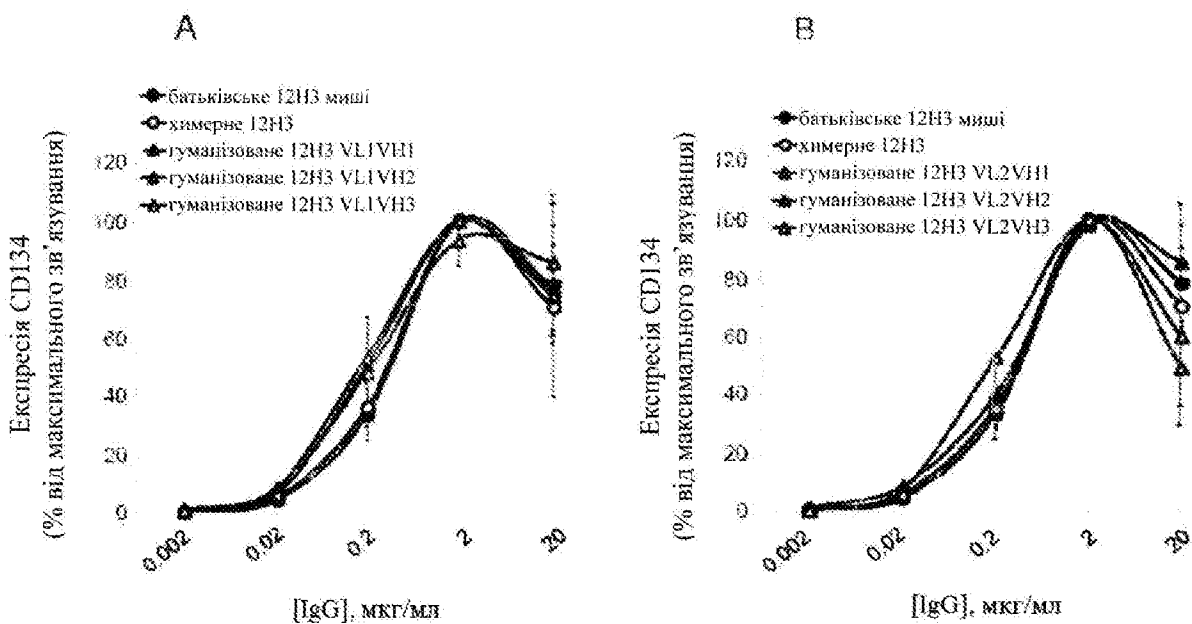 A
батьківське 12H3 миші
химерне 12H3
гуманізоване 12H3 VL1VH1
гуманізоване 12H3 VL1VH2
гуманізоване 12H3 VL1VH3
Експресія CD134
(% від максимального зв'язування)
120
100
80
60
40
20
0
0.002
0.02
0.2
2
20
[IgG], мкг/мл
B
батьківське 12H3 миші
химерне 12H3
гуманізоване 12H3 VL2VH1
гуманізоване 12H3 VL2VH2
гуманізоване 12H3 VL2VH3
Експресія CD134
(% від максимального зв'язування)
120
100
80
60
40
20
0
0.002
0.02
0.2
2
20
[IgG], мкг/мл